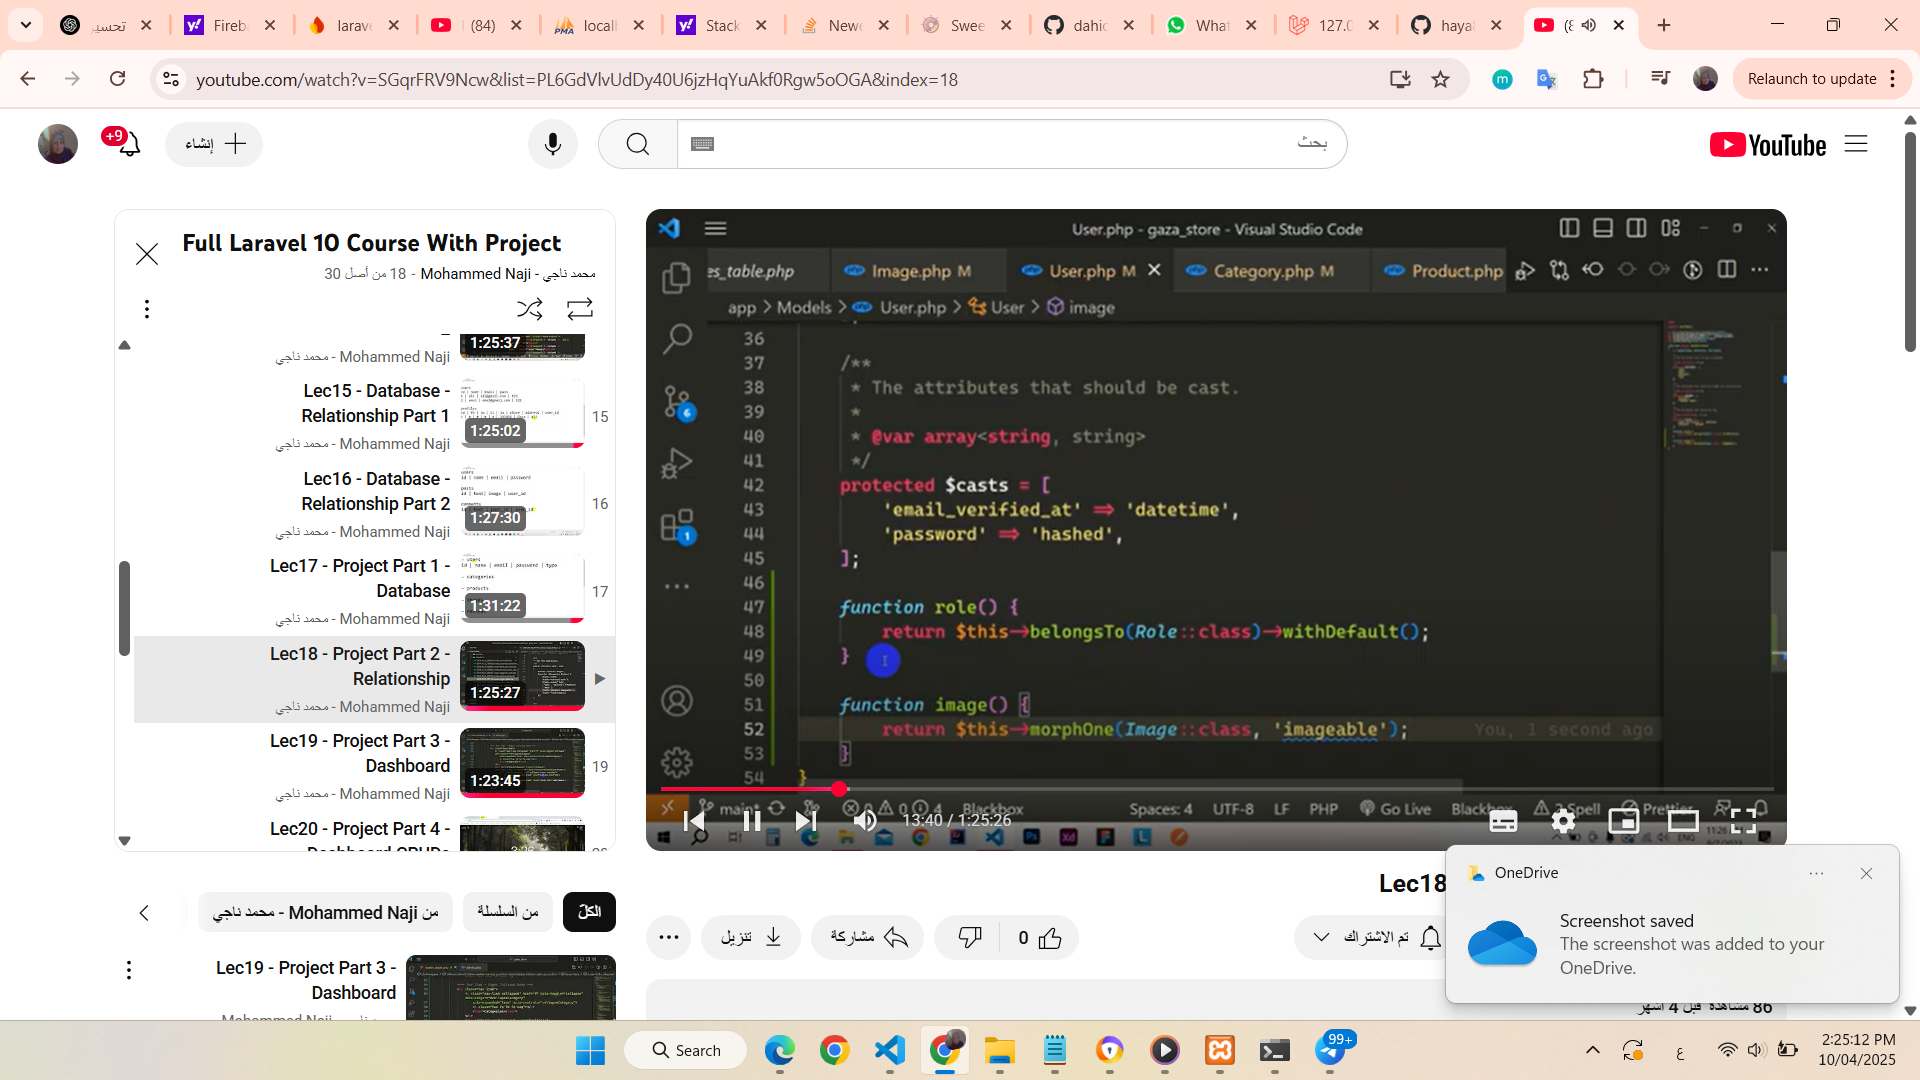 تحسير
Fireb
larave
(84)
localh
Stack
Newe
Swee
dahic
What
127.0
haya
(8
youtube.com/watch?v=SGqrFRV9Ncw&list=PL6GdVlvUdDy40U6jzHqYuAkf0Rgw5oOGA&index=18
Relaunch to update
+9
إنشاء
بحث
YouTube
Full Laravel 10 Course With Project
محمد ناجي - Mohammed Naji - 18 من أصل 30
1:25:37
محمد ناجي - Mohammed Naji
Lec15 - Database - Relationship Part 1
1:25:02
15
محمد ناجي - Mohammed Naji
Lec16 - Database - Relationship Part 2
1:27:30
16
محمد ناجي - Mohammed Naji
Lec17 - Project Part 1 - Database
1:31:22
17
محمد ناجي - Mohammed Naji
Lec18 - Project Part 2 - Relationship
1:25:27
محمد ناجي - Mohammed Naji
Lec19 - Project Part 3 - Dashboard
1:23:45
19
محمد ناجي - Mohammed Naji
Lec20 - Project Part 4 -
User.php - gaza_store - Visual Studio Code
es_table.php
Image.php M
User.php M
Category.php M
Product.php
app > Models > User.php > User > image
36
37 /**
38 * The attributes that should be cast.
39 *
40 * @var array<string, string>
41 */
42 protected $casts = [
43 'email_verified_at' => 'datetime',
44 'password' => 'hashed',
45 ];
46
47 function role() {
48 return $this->belongsTo(Role::class)->withDefault();
49 }
50
51 function image() {
52 return $this->morphOne(Image::class, 'imageable'); You, 1 second ago
53 }
54 }
6
1
main*
0 0 4 Blackbox
Spaces: 4 UTF-8 LF PHP Go Live Blackbox 2 Spell Prettier
13:40 / 1:25:26
Lec18
الكلّ
من السلسلة
من محمد ناجي - Mohammed Naji
تنزيل
مشاركة
0
تم الاشتراك
Lec19 - Project Part 3 - Dashboard
86 مشاهدة قبل 4 أشهر
OneDrive
Screenshot saved
The screenshot was added to your OneDrive.
Search
99+
ع
2:25:12 PM
10/04/2025